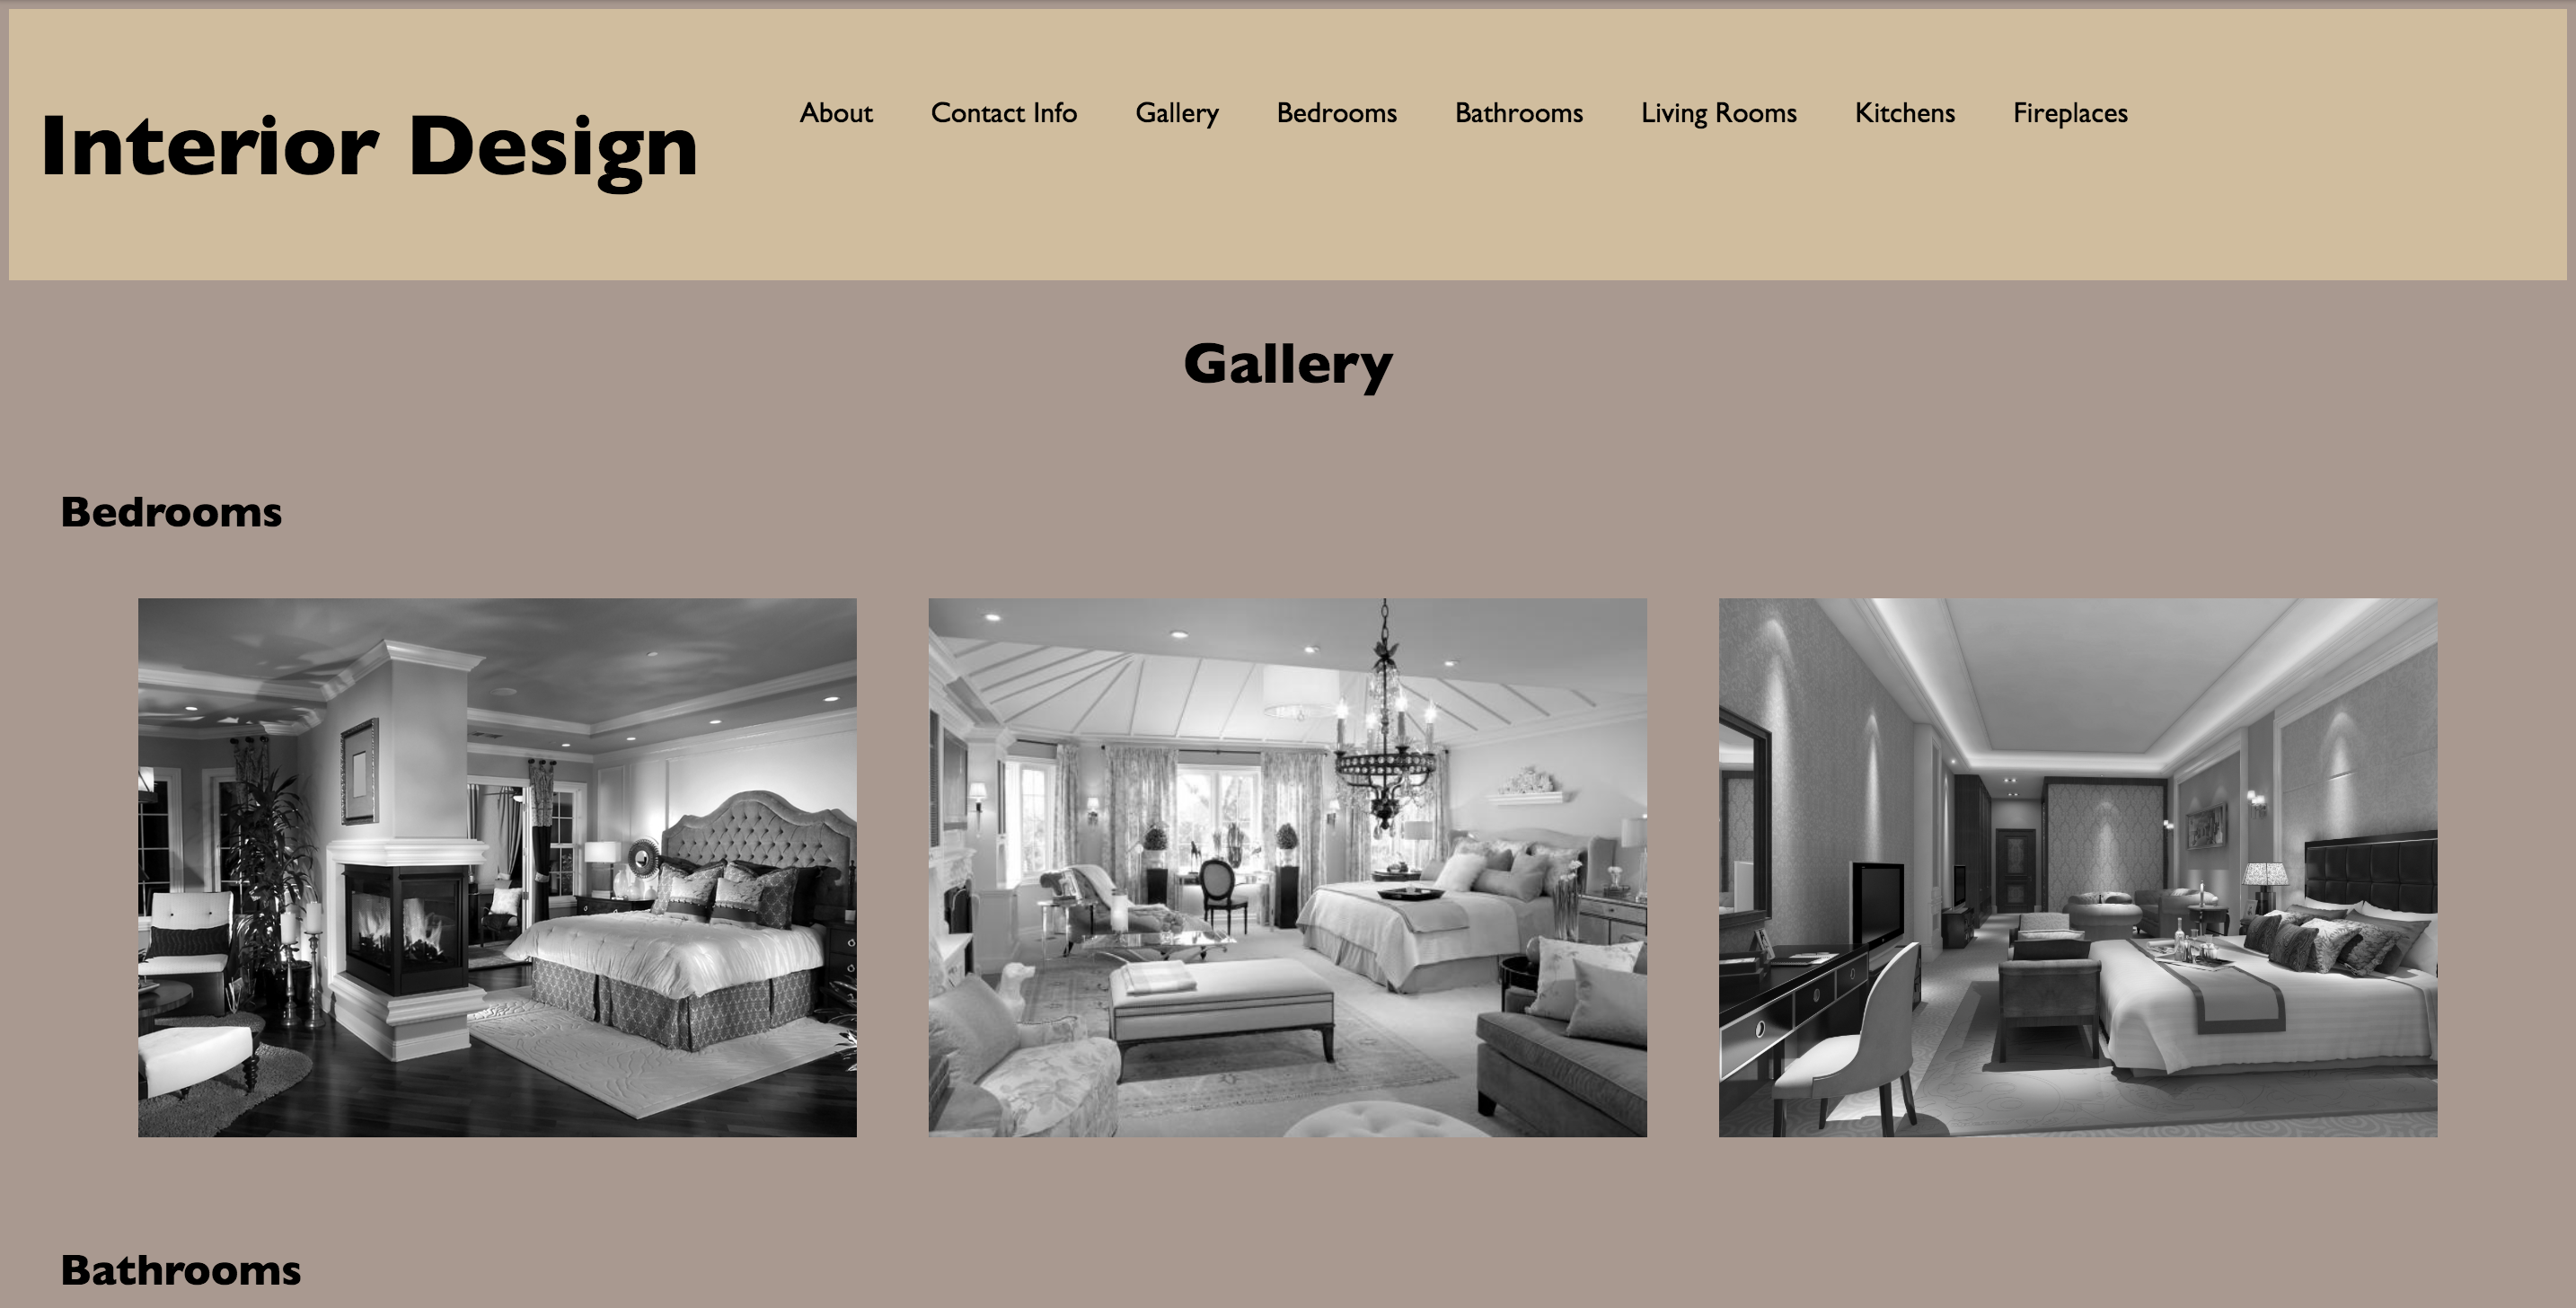 Interior Design
About Contact Info Gallery Bedrooms Bathrooms Living Rooms Kitchens Fireplaces
Gallery
Bedrooms
Bathrooms